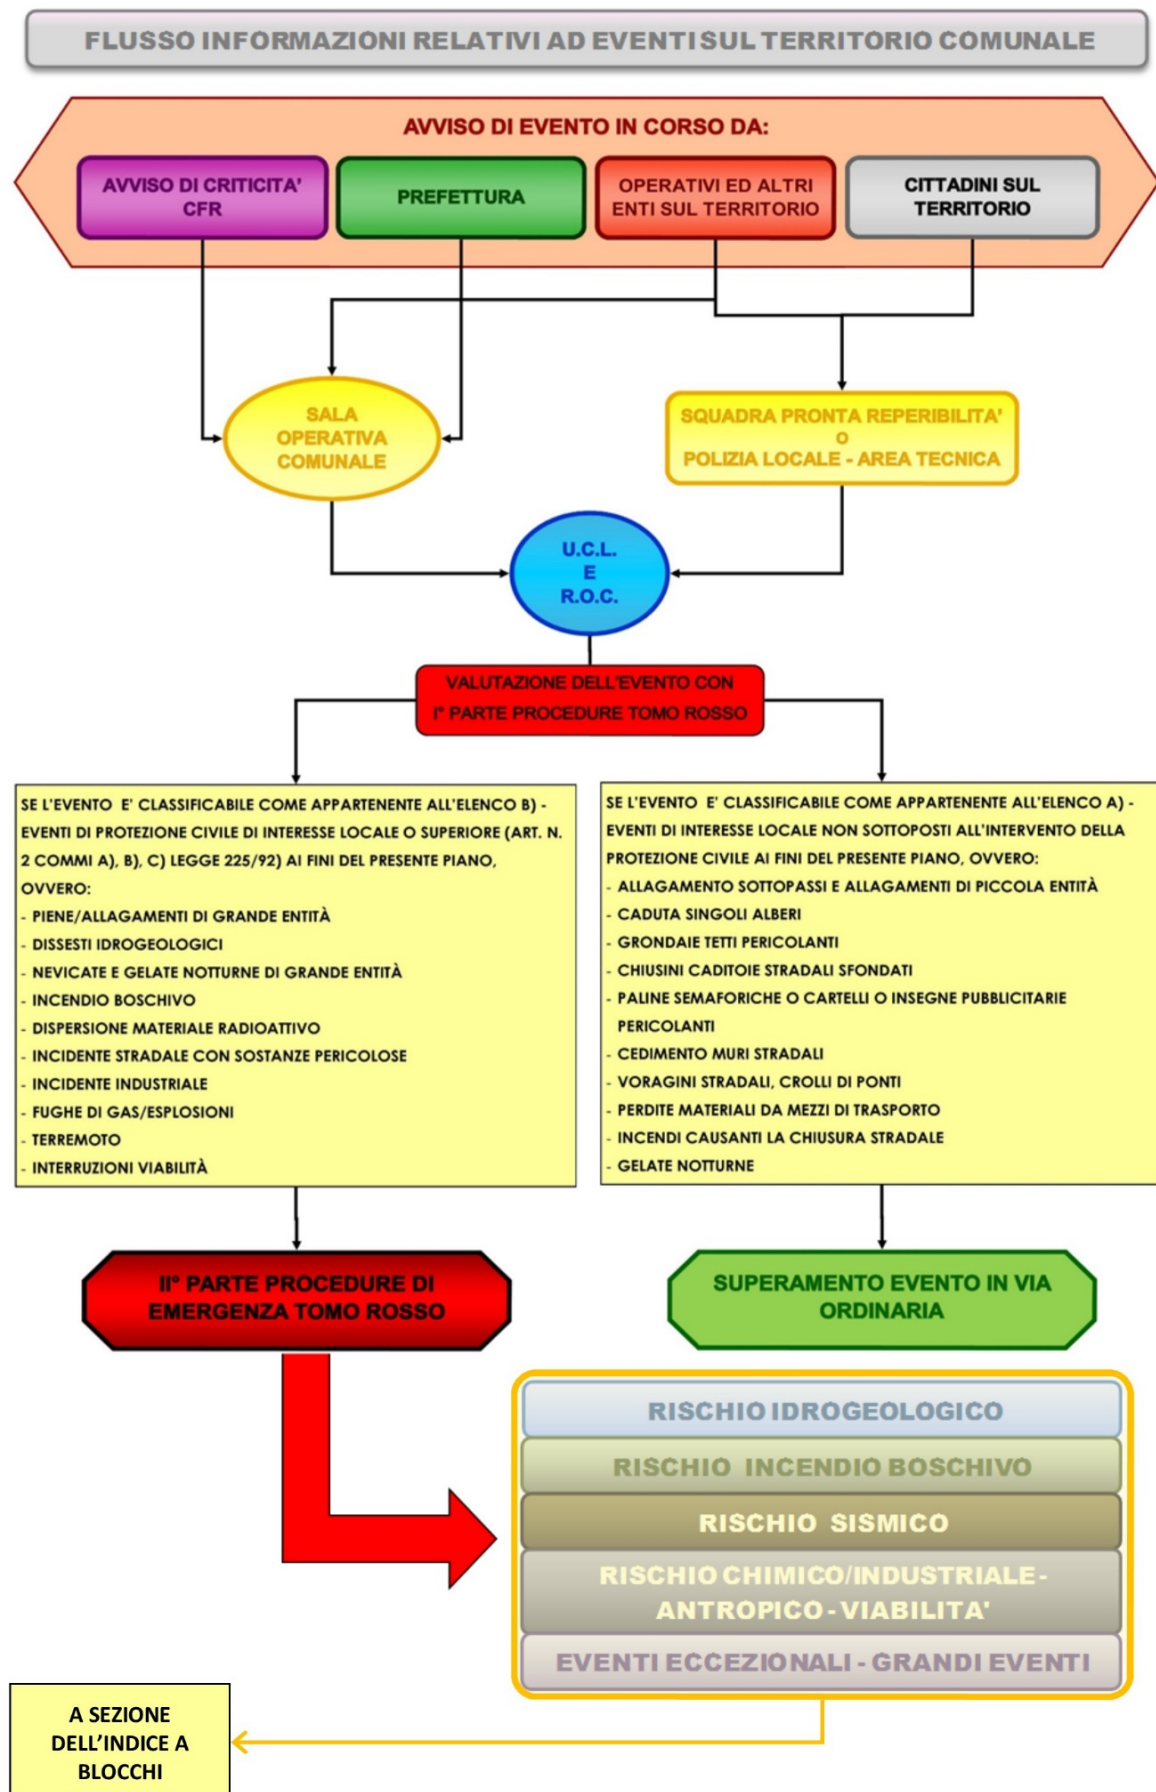 FLUSSO INFORMAZIONI RELATIVI AD EVENTI SUL TERRITORIO COMUNALE
AVVISO DI EVENTO IN CORSO DA:
AVVISO DI CRITICITA'
CFR
PREFETTURA
OPERATIVI ED ALTRI
ENTI SUL TERRITORIO
CITTADINI SUL
TERRITORIO
SALA
OPERATIVA
COMUNALE
SQUADRA PRONTA REPERIBILITA'
O
POLIZIA LOCALE - AREA TECNICA
U.C.L.
E
R.O.C.
VALUTAZIONE DELL'EVENTO CON
I° PARTE PROCEDURE TOMO ROSSO
SE L'EVENTO E' CLASSIFICABILE COME APPARTENENTE ALL'ELENCO B) -
EVENTI DI PROTEZIONE CIVILE DI INTERESSE LOCALE O SUPERIORE (ART. N.
2 COMMI A), B), C) LEGGE 225/92) AI FINI DEL PRESENTE PIANO,
OVVERO:
- PIENE/ALLAGAMENTI DI GRANDE ENTITÀ
- DISSESTI IDROGEOLOGICI
- NEVICATE E GELATE NOTTURNE DI GRANDE ENTITÀ
- INCENDIO BOSCHIVO
- DISPERSIONE MATERIALE RADIOATTIVO
- INCIDENTE STRADALE CON SOSTANZE PERICOLOSE
- INCIDENTE INDUSTRIALE
- FUGHE DI GAS/ESPLOSIONI
- TERREMOTO
- INTERRUZIONI VIABILITÀ
SE L'EVENTO E' CLASSIFICABILE COME APPARTENENTE ALL'ELENCO A) -
EVENTI DI INTERESSE LOCALE NON SOTTOPOSTI ALL'INTERVENTO DELLA
PROTEZIONE CIVILE AI FINI DEL PRESENTE PIANO, OVVERO:
- ALLAGAMENTO SOTTOPASSI E ALLAGAMENTI DI PICCOLA ENTITÀ
- CADUTA SINGOLI ALBERI
- GRONDAIE TETTI PERICOLANTI
- CHIUSINI CADITOIE STRADALI SFONDATI
- PALINE SEMAFORICHE O CARTELLI O INSEGNE PUBBLICITARIE
PERICOLANTI
- CEDIMENTO MURI STRADALI
- VORAGINI STRADALI, CROLLI DI PONTI
- PERDITE MATERIALI DA MEZZI DI TRASPORTO
- INCENDI CAUSANTI LA CHIUSURA STRADALE
- GELATE NOTTURNE
II° PARTE PROCEDURE DI
EMERGENZA TOMO ROSSO
SUPERAMENTO EVENTO IN VIA
ORDINARIA
RISCHIO IDROGEOLOGICO
RISCHIO INCENDIO BOSCHIVO
RISCHIO SISMICO
RISCHIO CHIMICO/INDUSTRIALE -
ANTROPICO - VIABILITA'
EVENTI ECCEZIONALI - GRANDI EVENTI
A SEZIONE
DELL'INDICE A
BLOCCHI